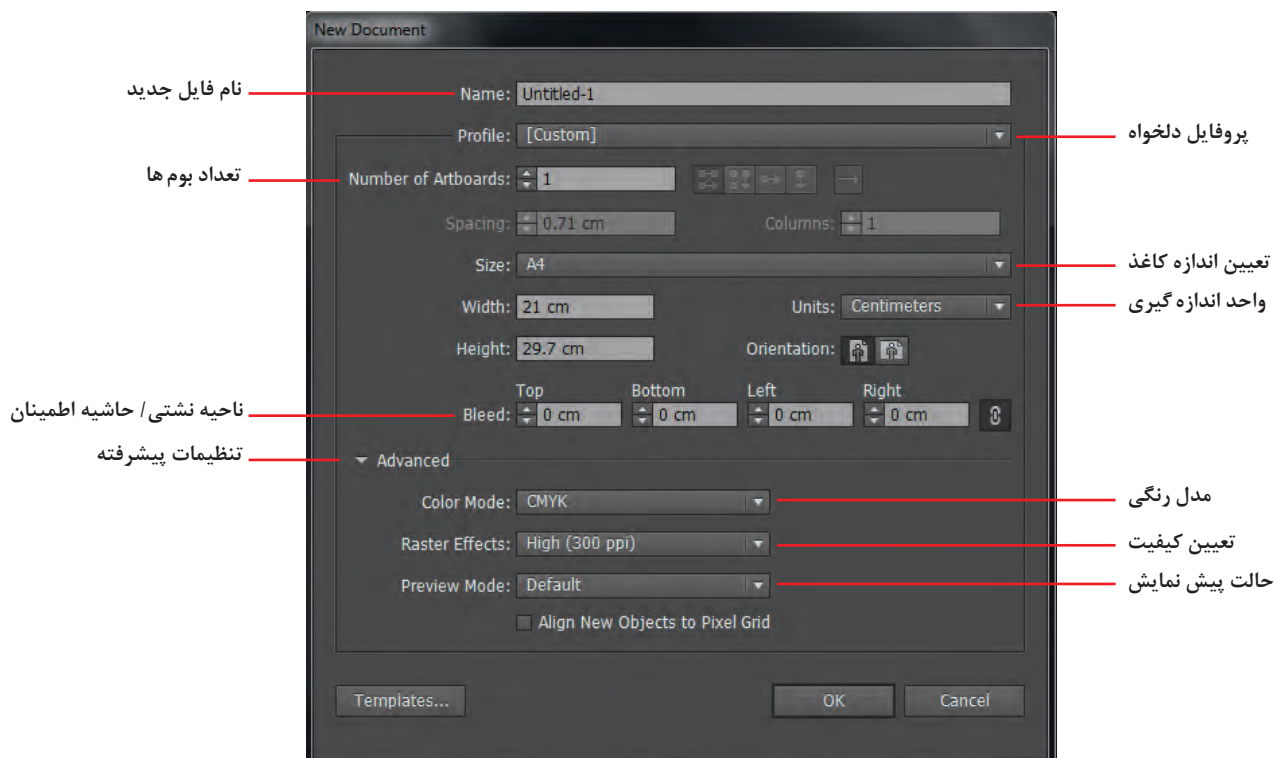 New Document
نام فایل جدید
Name: Untitled-1
Profile: [Custom]
پروفایل دلخواه
تعداد بوم ها
Number of Artboards: 1
Spacing: 0.71 cm Columns: 1
Size: A4
تعیین اندازه کاغذ
Width: 21 cm Units: Centimeters
واحد اندازه گیری
Height: 29.7 cm Orientation:
Top Bottom Left Right
ناحیه نشتی/ حاشیه اطمینان
Bleed: 0 cm 0 cm 0 cm 0 cm
تنظیمات پیشرفته
Advanced
Color Mode: CMYK
مدل رنگی
Raster Effects: High (300 ppi)
تعیین کیفیت
Preview Mode: Default
حالت پیش نمایش
Align New Objects to Pixel Grid
Templates... OK Cancel